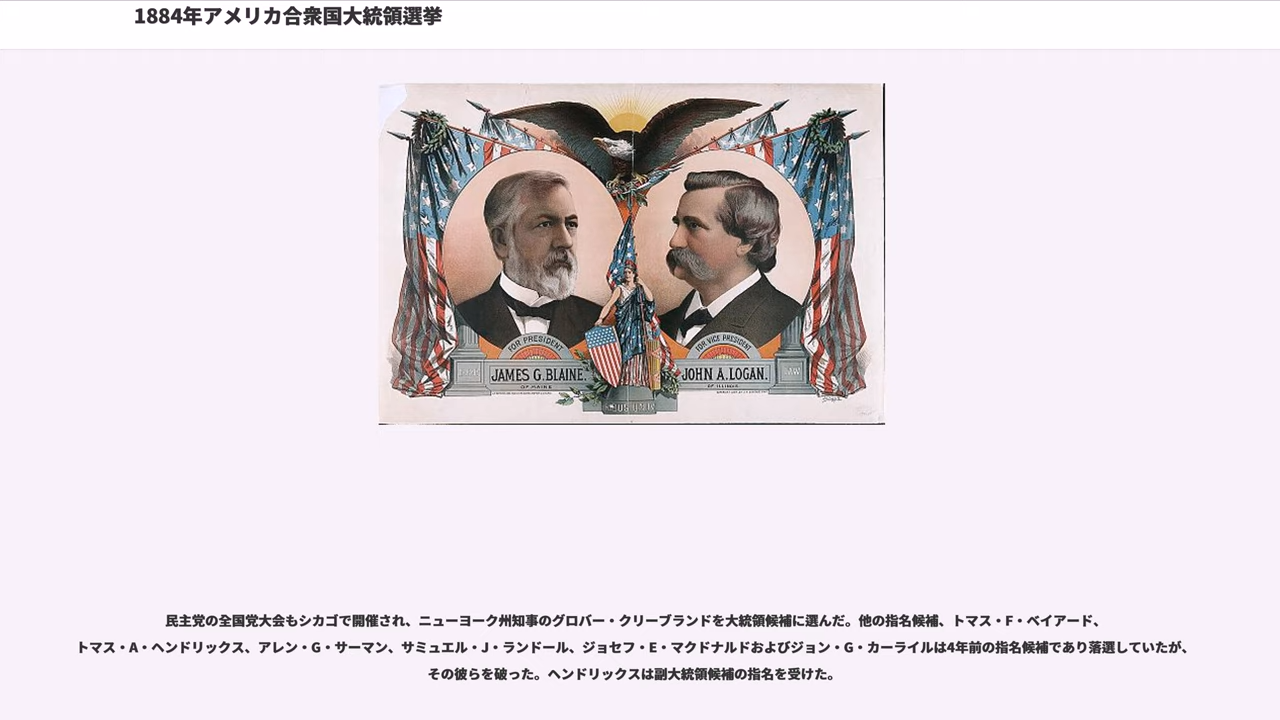 1884年アメリカ合衆国大統領選挙
FOR PRESIDENT
FOR VICE PRESIDENT
JAMES G. BLAINE
JOHN A. LOGAN.
OF MAINE
OF ILLINOIS
LAW
民主党の全国党大会もシカゴで開催され、ニューヨーク州知事のグロバー・クリーブランドを大統領候補に選んだ。他の指名候補、トマス・F・ベイアード、
トマス・A・ヘンドリックス、アレン・G・サーマン、サミュエル・J・ランドール、ジョセフ・E・マクドナルドおよびジョン・G・カーライルは4年前の指名候補であり落選していたが、
その彼らを破った。ヘンドリックスは副大統領候補の指名を受けた。